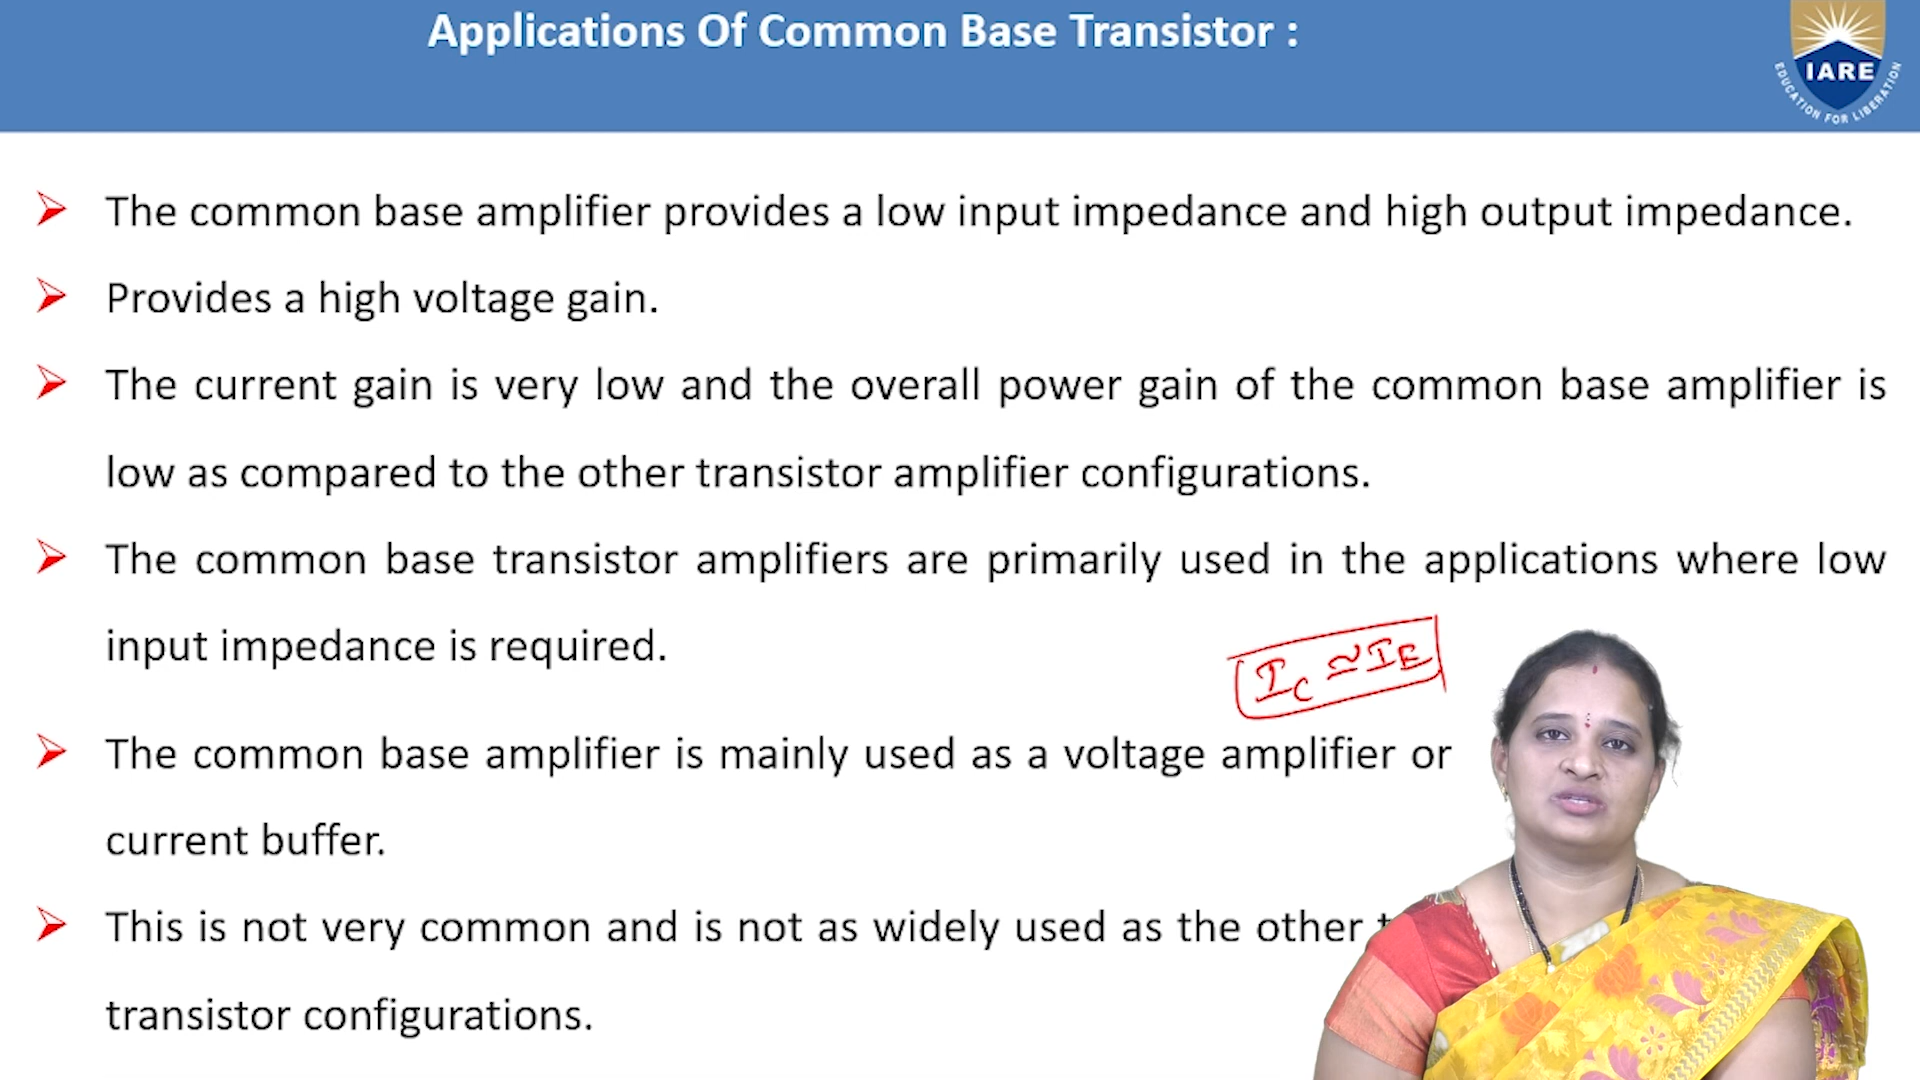 Applications Of Common Base Transistor :
IARE
EDUCATION FOR LIBERATION
The common base amplifier provides a low input impedance and high output impedance.
Provides a high voltage gain.
The current gain is very low and the overall power gain of the common base amplifier is
low as compared to the other transistor amplifier configurations.
The common base transistor amplifiers are primarily used in the applications where low
input impedance is required.
I_C ≃ I_E
The common base amplifier is mainly used as a voltage amplifier or
current buffer.
This is not very common and is not as widely used as the other
transistor configurations.